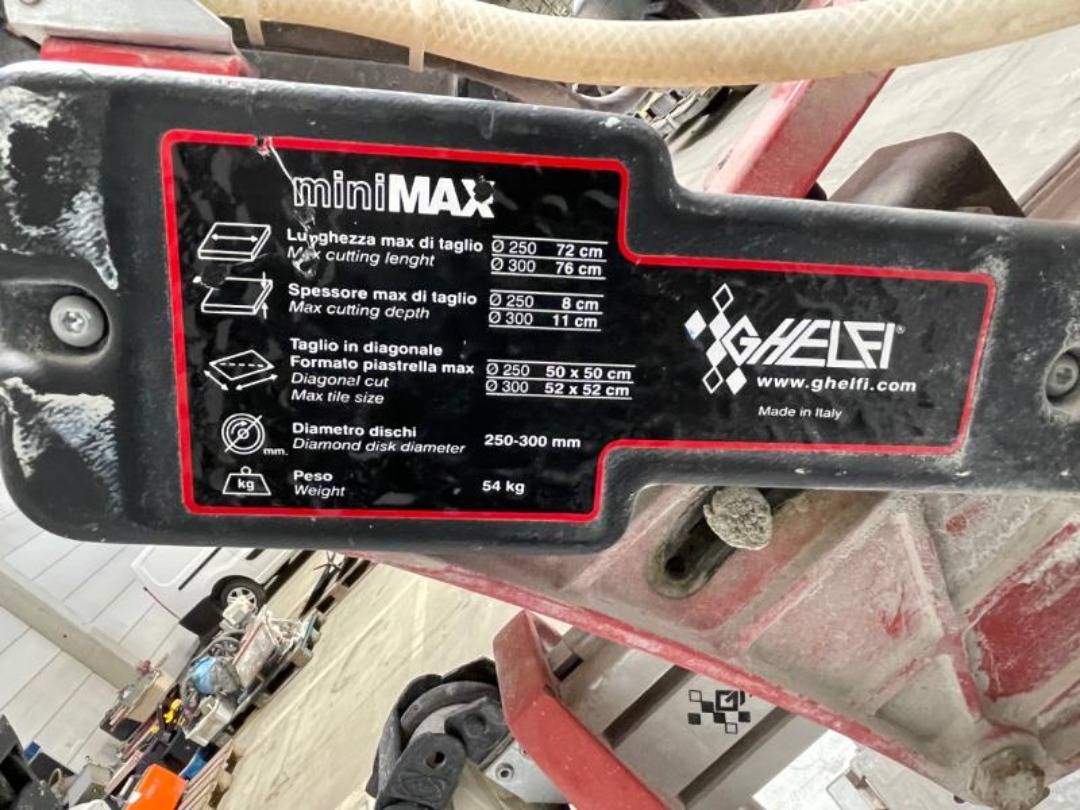 miniMAX
Lunghezza max di taglio
Max cutting lenght
Ø 250 72 cm
Ø 300 76 cm
Spessore max di taglio
Max cutting depth
Ø 250 8 cm
Ø 300 11 cm
Taglio in diagonale
Formato piastrella max
Diagonal cut
Max tile size
Ø 250 50 x 50 cm
Ø 300 52 x 52 cm
mm.
Diametro dischi
Diamond disk diameter
250-300 mm
kg
Peso
Weight
54 kg
GHELFI®
www.ghelfi.com
Made in Italy
G